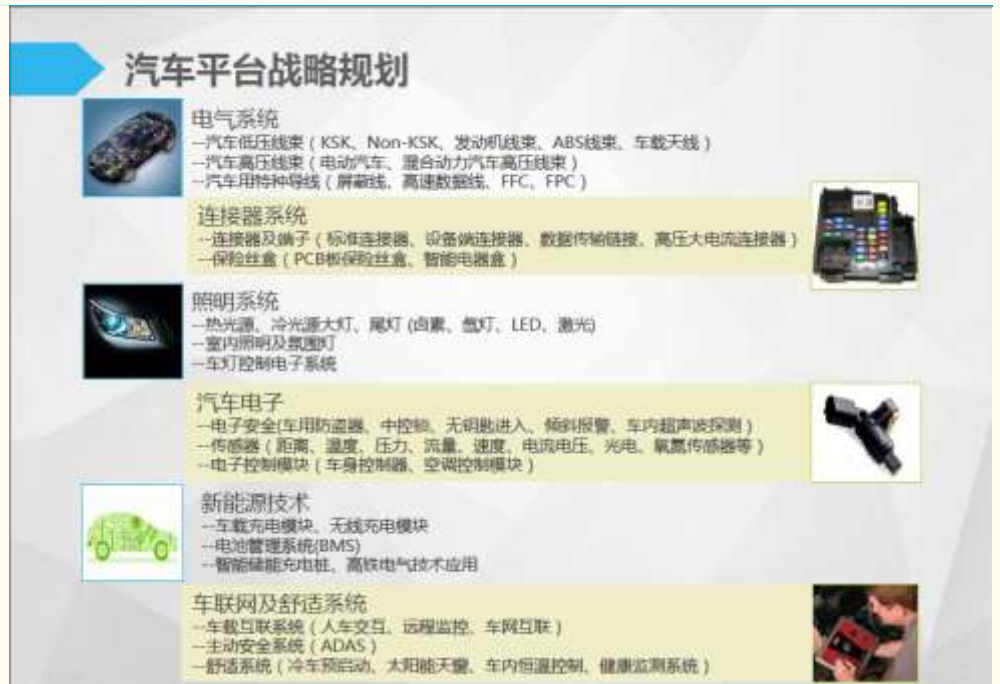 汽车平台战略规划
电气系统
--汽车低压线束（KSK、Non-KSK、发动机线束、ABS线束、车载天线）
--汽车高压线束（电动汽车、混合动力汽车高压线束）
--汽车用特种导线（屏蔽线、高速数据线、FFC、FPC）
连接器系统
--连接器及端子（标准连接器、设备端连接器、数据传输链接、高压大电流连接器）
--保险丝盒（PCB板保险丝盒、智能电器盒）
照明系统
--热光源、冷光源大灯、尾灯 (卤素、氙灯、LED、激光)
--室内照明及氛围灯
--车灯控制电子系统
汽车电子
--电子安全(车用防盗器、中控锁、无钥匙进入、倾斜报警、车内超声波探测）
--传感器（距离、温度、压力、流量、速度、电流电压、光电、氧氮传感器等）
--电子控制模块（车身控制器、空调控制模块）
新能源技术
--车载充电模块、无线充电模块
--电池管理系统(BMS)
--智能储能充电桩、高铁电气技术应用
车联网及舒适系统
--车载互联系统（人车交互、远程监控、车网互联）
--主动安全系统（ADAS）
--舒适系统（冷车预启动、太阳能天窗、车内恒温控制、健康监测系统）